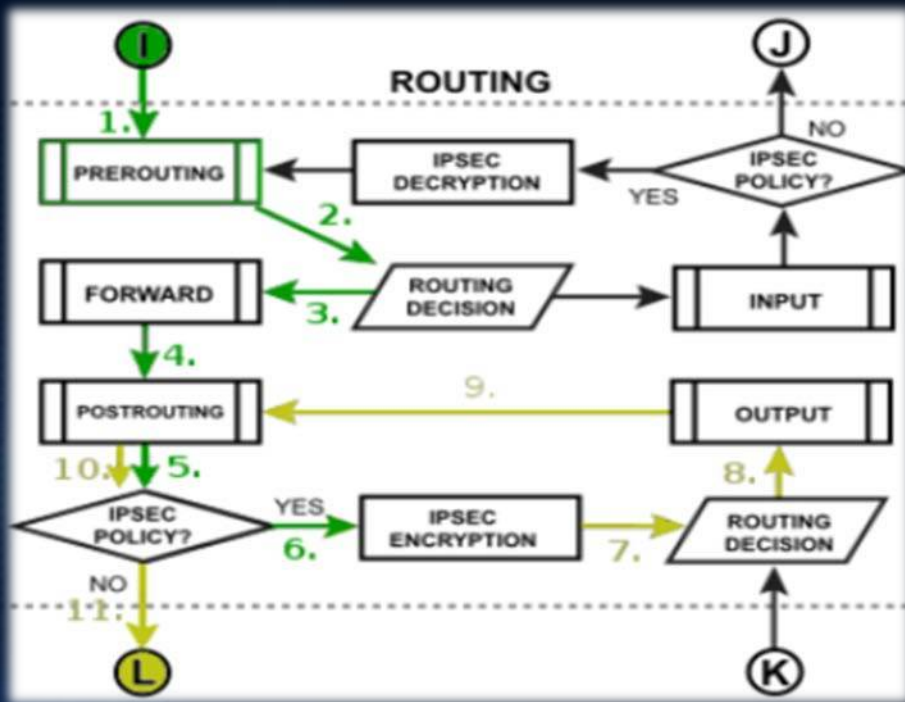 I
J
ROUTING
1.
NO
PREROUTING
IPSEC
DECRYPTION
IPSEC
POLICY?
YES
2.
FORWARD
3.
ROUTING
DECISION
INPUT
4.
9.
POSTROUTING
OUTPUT
10.
5.
8.
IPSEC
POLICY?
YES
6.
IPSEC
ENCRYPTION
7.
ROUTING
DECISION
NO
11.
L
K